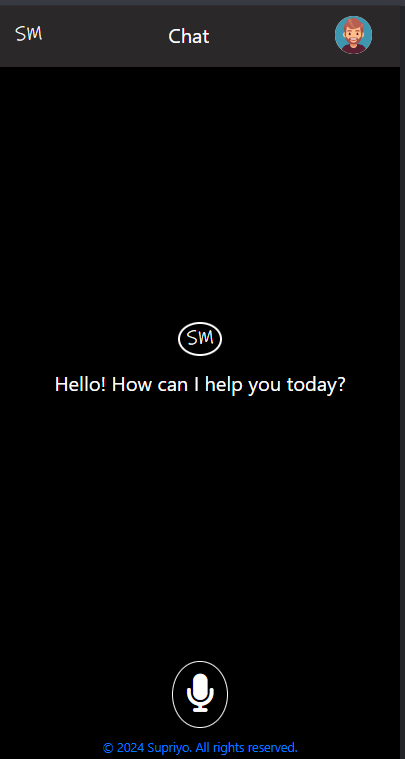 SM
Chat
SM
Hello! How can I help you today?
© 2024 Supriyo. All rights reserved.